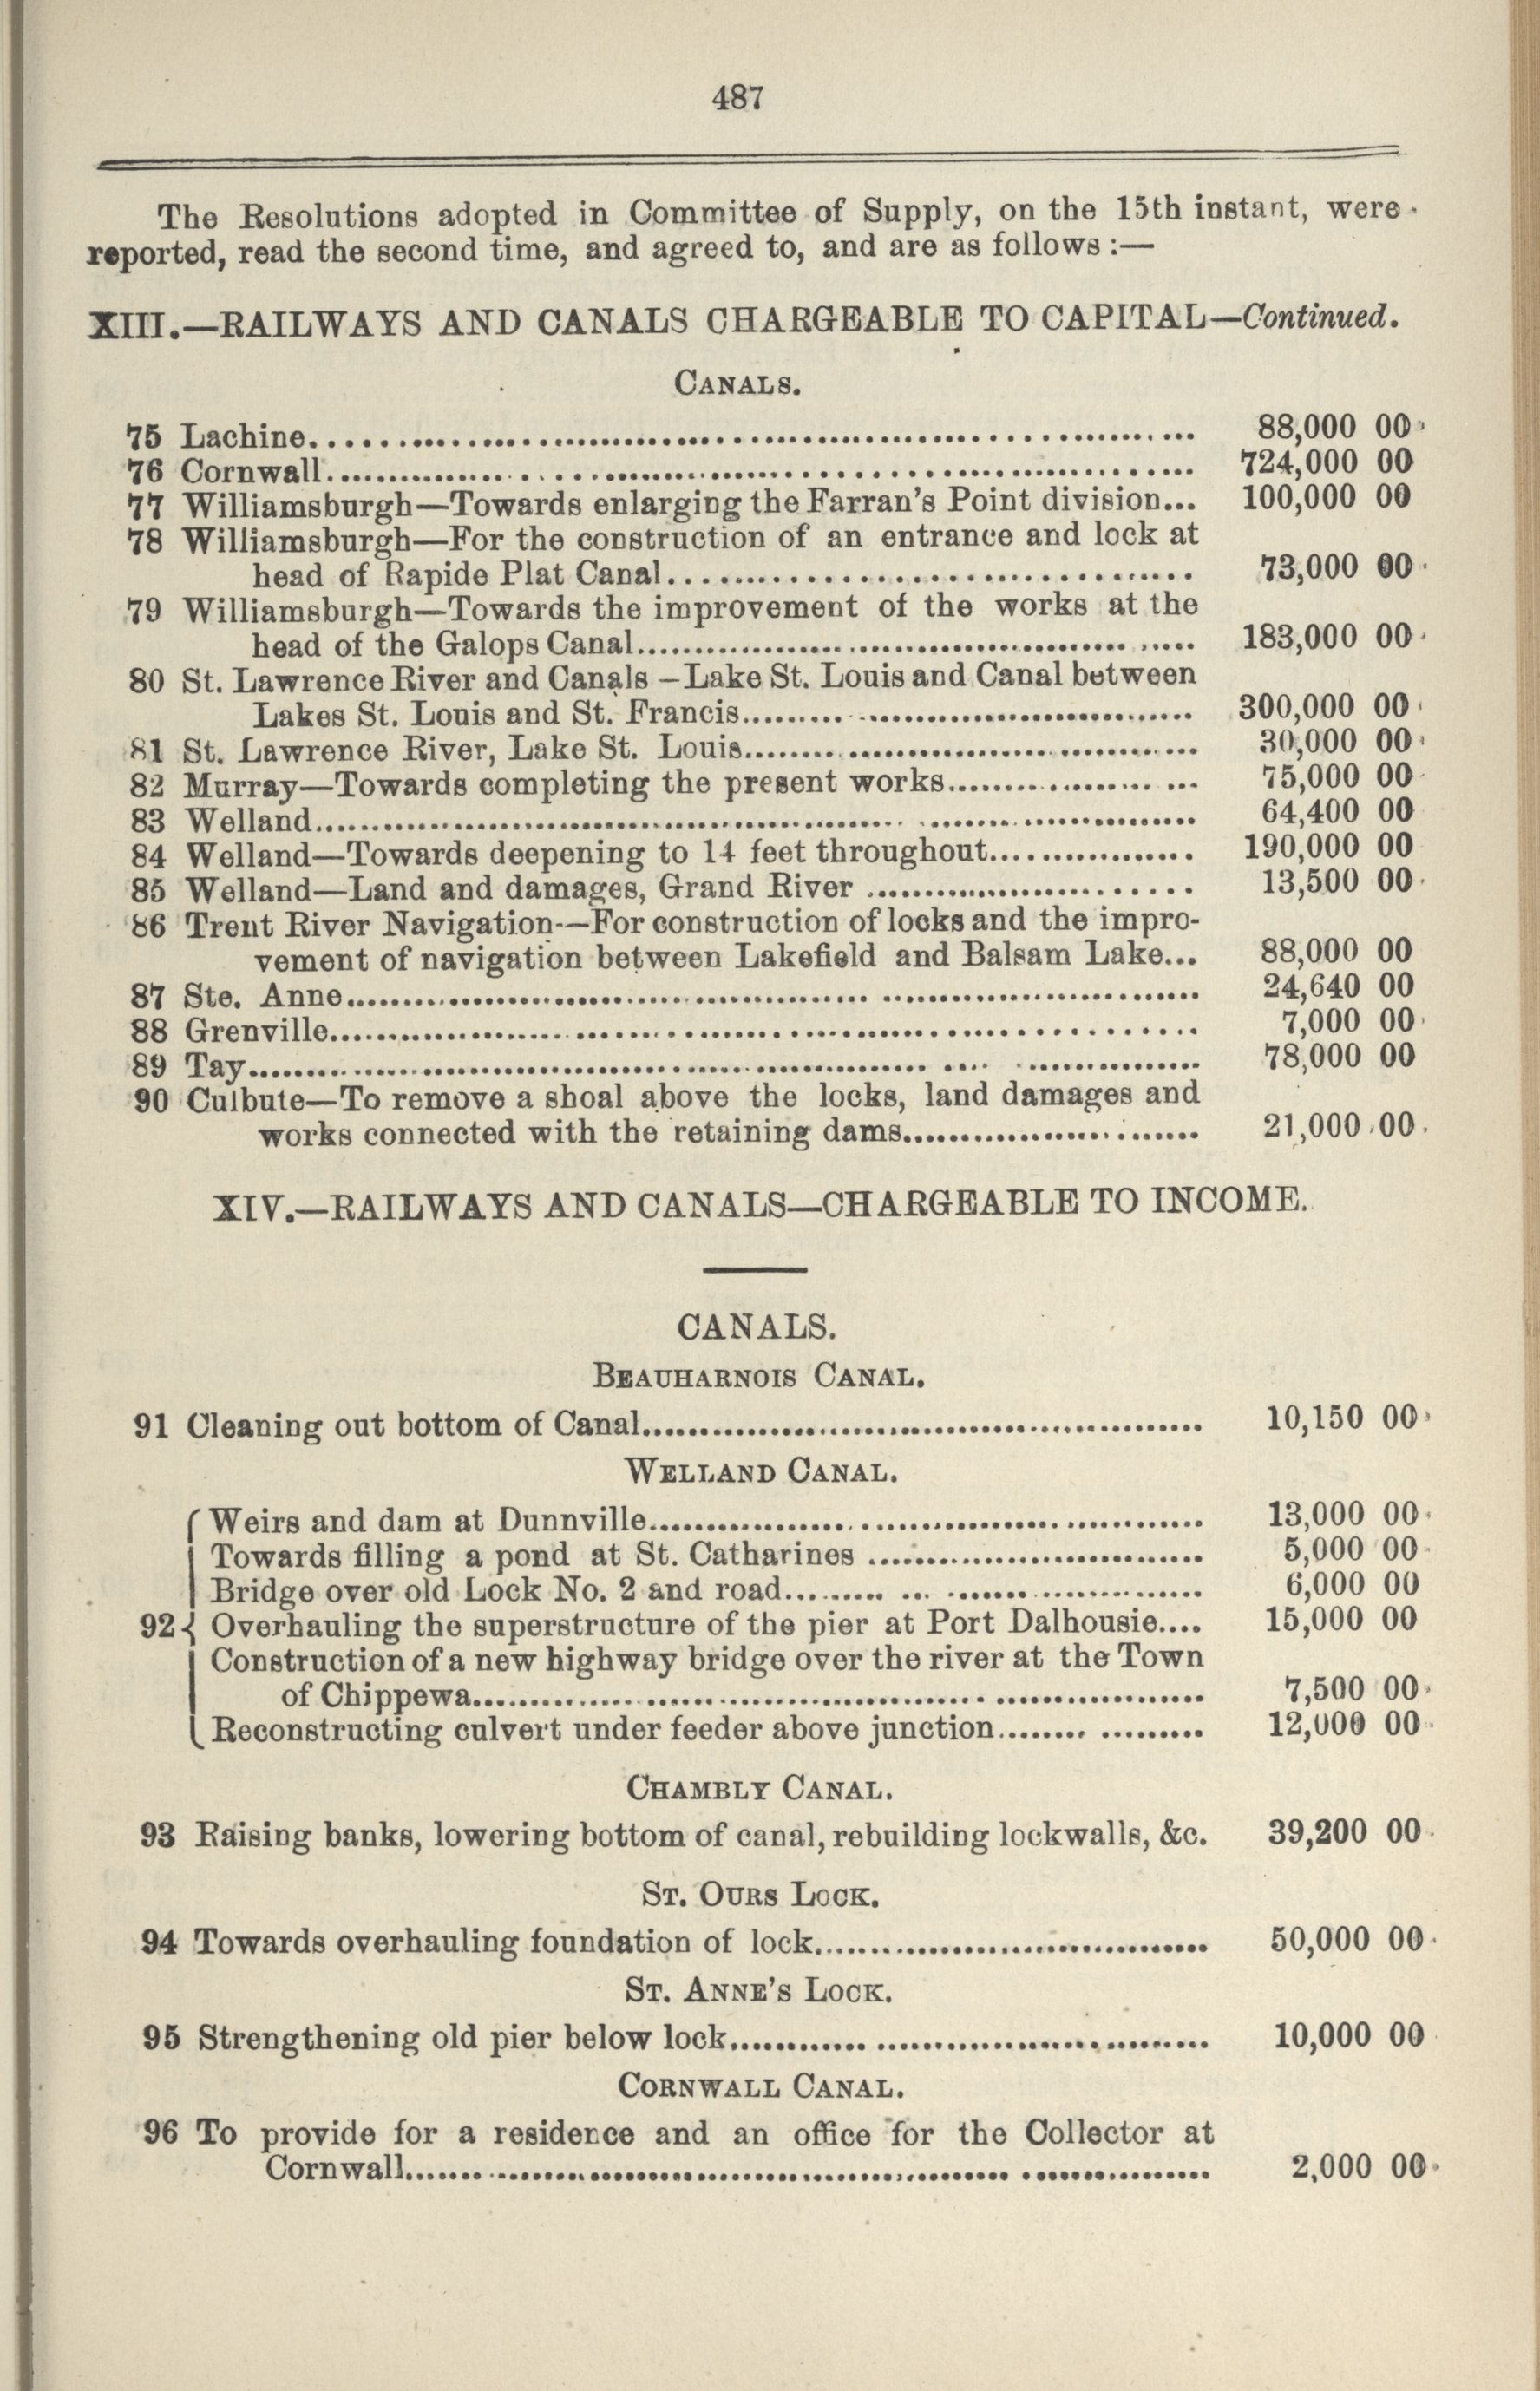 487
The Resolutions adopted in Committee of Supply, on the 15th instant, were
reported, read the second time, and agreed to, and are as follows :—
XIII.—RAILWAYS AND CANALS CHARGEABLE TO CAPITAL—Continued.
CANALS.
75 Lachine........ 88,000 00
76 Cornwall........ 724,000 00
77 Williamsburgh—Towards enlarging the Farran's Point division... 100,000 00
78 Williamsburgh—For the construction of an entrance and lock at
head of Rapide Plat Canal........ 73,000 00
79 Williamsburgh—Towards the improvement of the works at the
head of the Galops Canal........ 183,000 00
80 St. Lawrence River and Canals —Lake St. Louis and Canal between
Lakes St. Louis and St. Francis........ 300,000 00
81 St. Lawrence River, Lake St. Louis........ 30,000 00
82 Murray—Towards completing the present works........ 75,000 00
83 Welland........ 64,400 00
84 Welland—Towards deepening to 14 feet throughout........ 190,000 00
85 Welland—Land and damages, Grand River ........ 13,500 00
86 Trent River Navigation—For construction of locks and the impro-
vement of navigation between Lakefield and Balsam Lake... 88,000 00
87 Ste. Anne........ 24,640 00
88 Grenville........ 7,000 00
89 Tay........ 78,000 00
90 Culbute—To remove a shoal above the locks, land damages and
works connected with the retaining dams........ 21,000 00
XIV.—RAILWAYS AND CANALS—CHARGEABLE TO INCOME.
CANALS.
BEAUHARNOIS CANAL.
91 Cleaning out bottom of Canal........ 10,150 00
WELLAND CANAL.
Weirs and dam at Dunnville........ 13,000 00
Towards filling a pond at St. Catharines ........ 5,000 00
Bridge over old Lock No. 2 and road........ 6,000 00
92 { Overhauling the superstructure of the pier at Port Dalhousie.... 15,000 00
Construction of a new highway bridge over the river at the Town
of Chippewa........ 7,500 00
Reconstructing culvert under feeder above junction........ 12,000 00
CHAMBLY CANAL.
93 Raising banks, lowering bottom of canal, rebuilding lockwalls, &c. 39,200 00
ST. OURS LOCK.
94 Towards overhauling foundation of lock........ 50,000 00
ST. ANNE'S LOCK.
95 Strengthening old pier below lock........ 10,000 00
CORNWALL CANAL.
96 To provide for a residence and an office for the Collector at
Cornwall........ 2,000 00